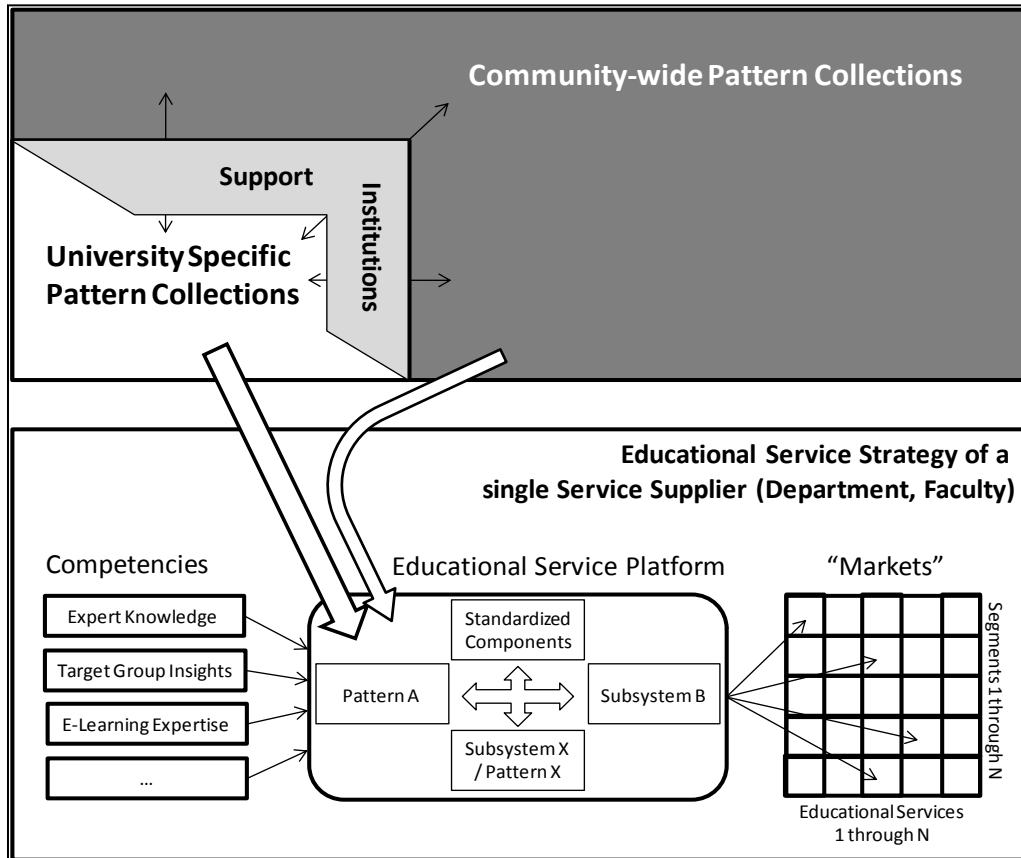 Community-wide Pattern Collections
Support
Institutions
University Specific
Pattern Collections
Educational Service Strategy of a
single Service Supplier (Department, Faculty)
Competencies
Educational Service Platform
“Markets”
Expert Knowledge
Target Group Insights
E-Learning Expertise
...
Standardized
Components
Pattern A
Subsystem B
Subsystem X
/ Pattern X
Segments 1 through N
Educational Services
1 through N